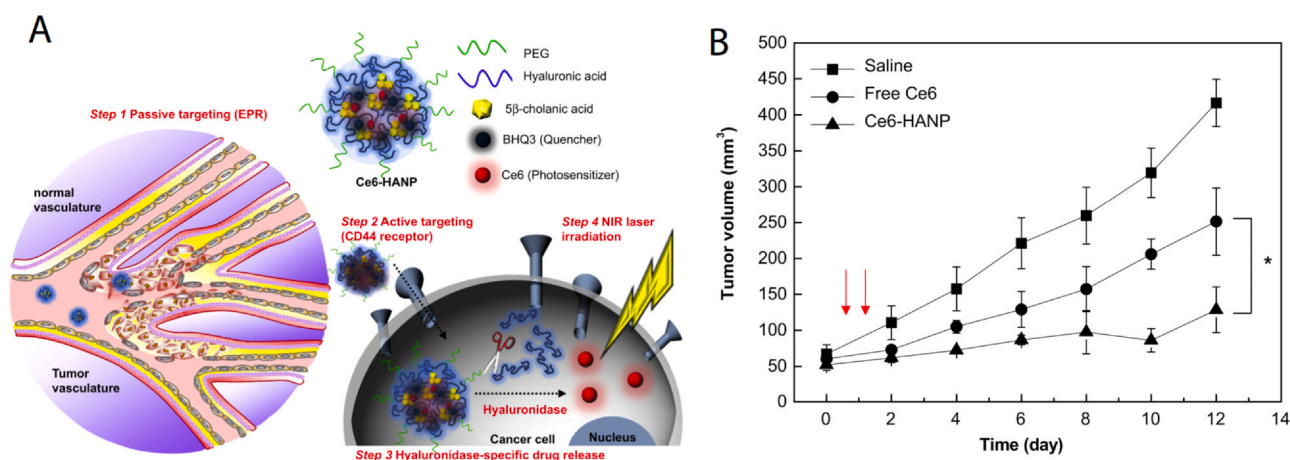 A
PEG
Hyaluronic acid
5β-cholanic acid
BHQ3 (Quencher)
Ce6 (Photosensitizer)
Ce6-HANP
Step 1 Passive targeting (EPR)
normal
vasculature
Tumor
vasculature
Step 2 Active targeting
(CD44 receptor)
Step 4 NIR laser
irradiation
Hyaluronidase
Cancer cell
Nucleus
Step 3 Hyaluronidase-specific drug release
B
Saline
Free Ce6
Ce6-HANP
Tumor volume (mm³)
500
450
400
350
300
250
200
150
100
50
0
*
0 2 4 6 8 10 12 14
Time (day)